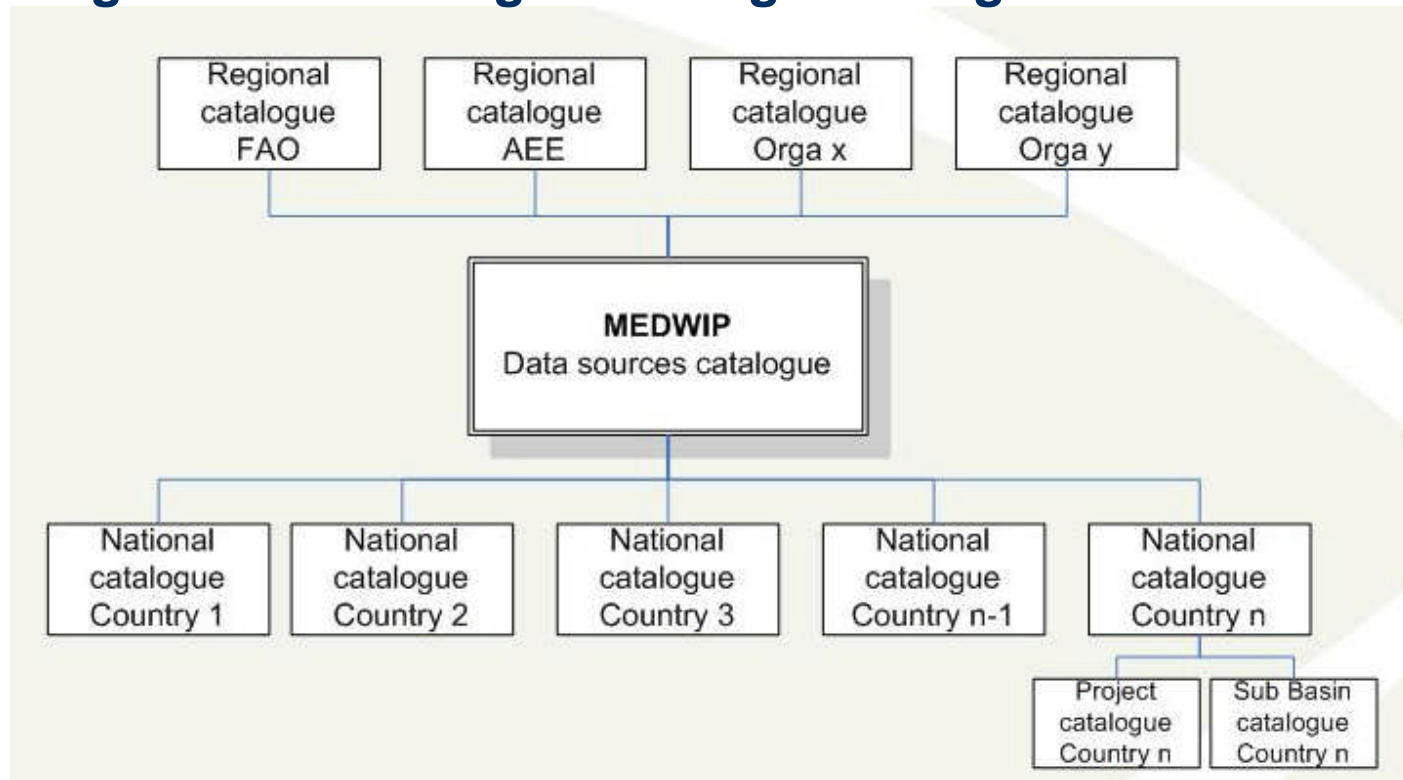 Regional
catalogue
FAO
Regional
catalogue
AEE
Regional
catalogue
Orga x
Regional
catalogue
Orga y
MEDWIP
Data sources catalogue
National
catalogue
Country 1
National
catalogue
Country 2
National
catalogue
Country 3
National
catalogue
Country n-1
National
catalogue
Country n
Project
catalogue
Country n
Sub Basin
catalogue
Country n